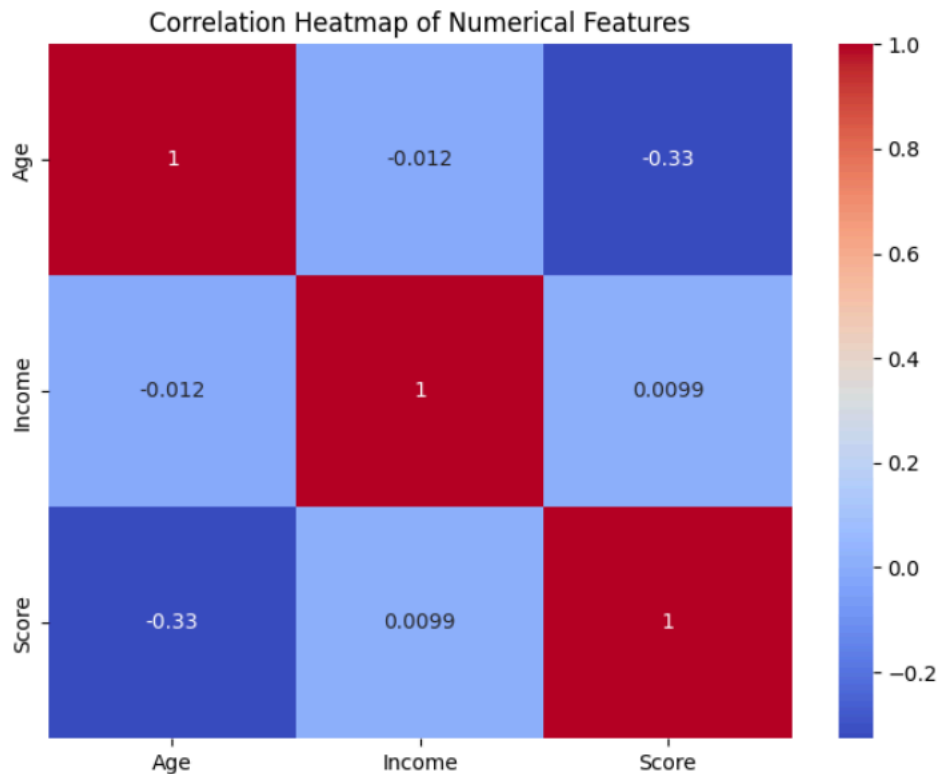 Correlation Heatmap of Numerical Features
Age 1 -0.012 -0.33
Income -0.012 1 0.0099
Score -0.33 0.0099 1
Age Income Score
1.0
0.8
0.6
0.4
0.2
0.0
−0.2